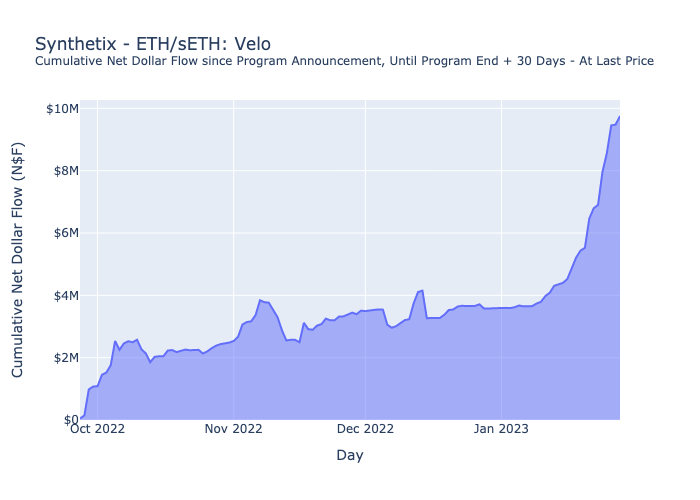 Synthetix - ETH/sETH: Velo
Cumulative Net Dollar Flow since Program Announcement, Until Program End + 30 Days - At Last Price
Cumulative Net Dollar Flow (N$F)
$10M
$8M
$6M
$4M
$2M
$0
Oct 2022
Nov 2022
Dec 2022
Jan 2023
Day